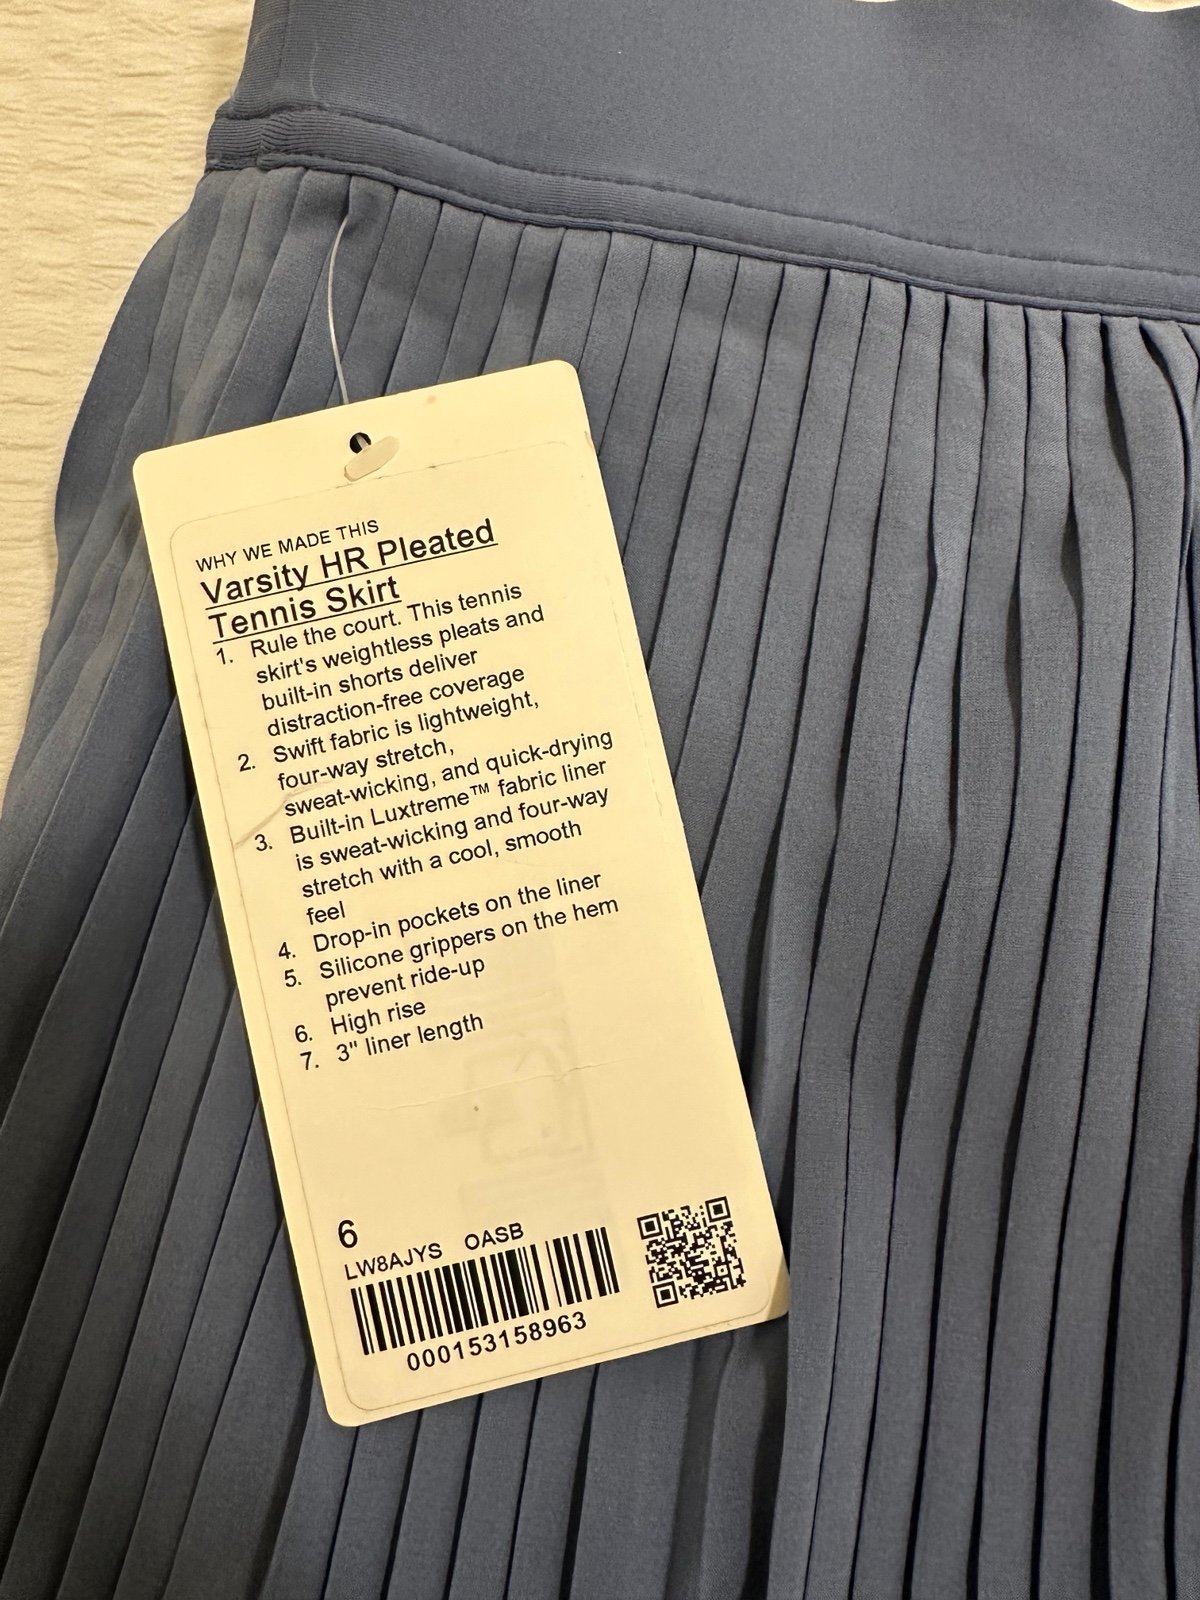 WHY WE MADE THIS
Varsity HR Pleated
Tennis Skirt
1. Rule the court. This tennis
skirt's weightless pleats and
built-in shorts deliver
distraction-free coverage
2. Swift fabric is lightweight,
four-way stretch,
sweat-wicking, and quick-drying
3. Built-in Luxtreme™ fabric liner
is sweat-wicking and four-way
stretch with a cool, smooth
feel
4. Drop-in pockets on the liner
5. Silicone grippers on the hem
prevent ride-up
6. High rise
7. 3" liner length
6
LW8AJYS OASB
000153158963